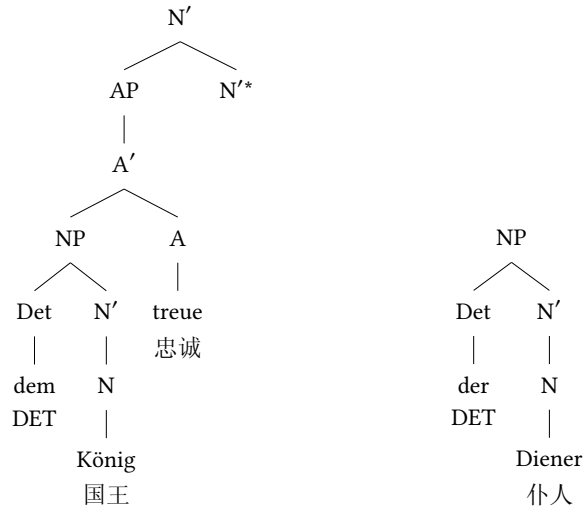 N′
AP N′*
A′
NP A NP
Det N′ treue Det N′
忠诚
dem N der N
DET DET
König Diener
国王 仆人